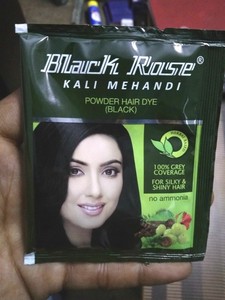 Black Rose®
KALI MEHANDI
POWDER HAIR DYE
(BLACK)
100% GREY
COVERAGE
FOR SILKY &
SHINY HAIR
no ammonia